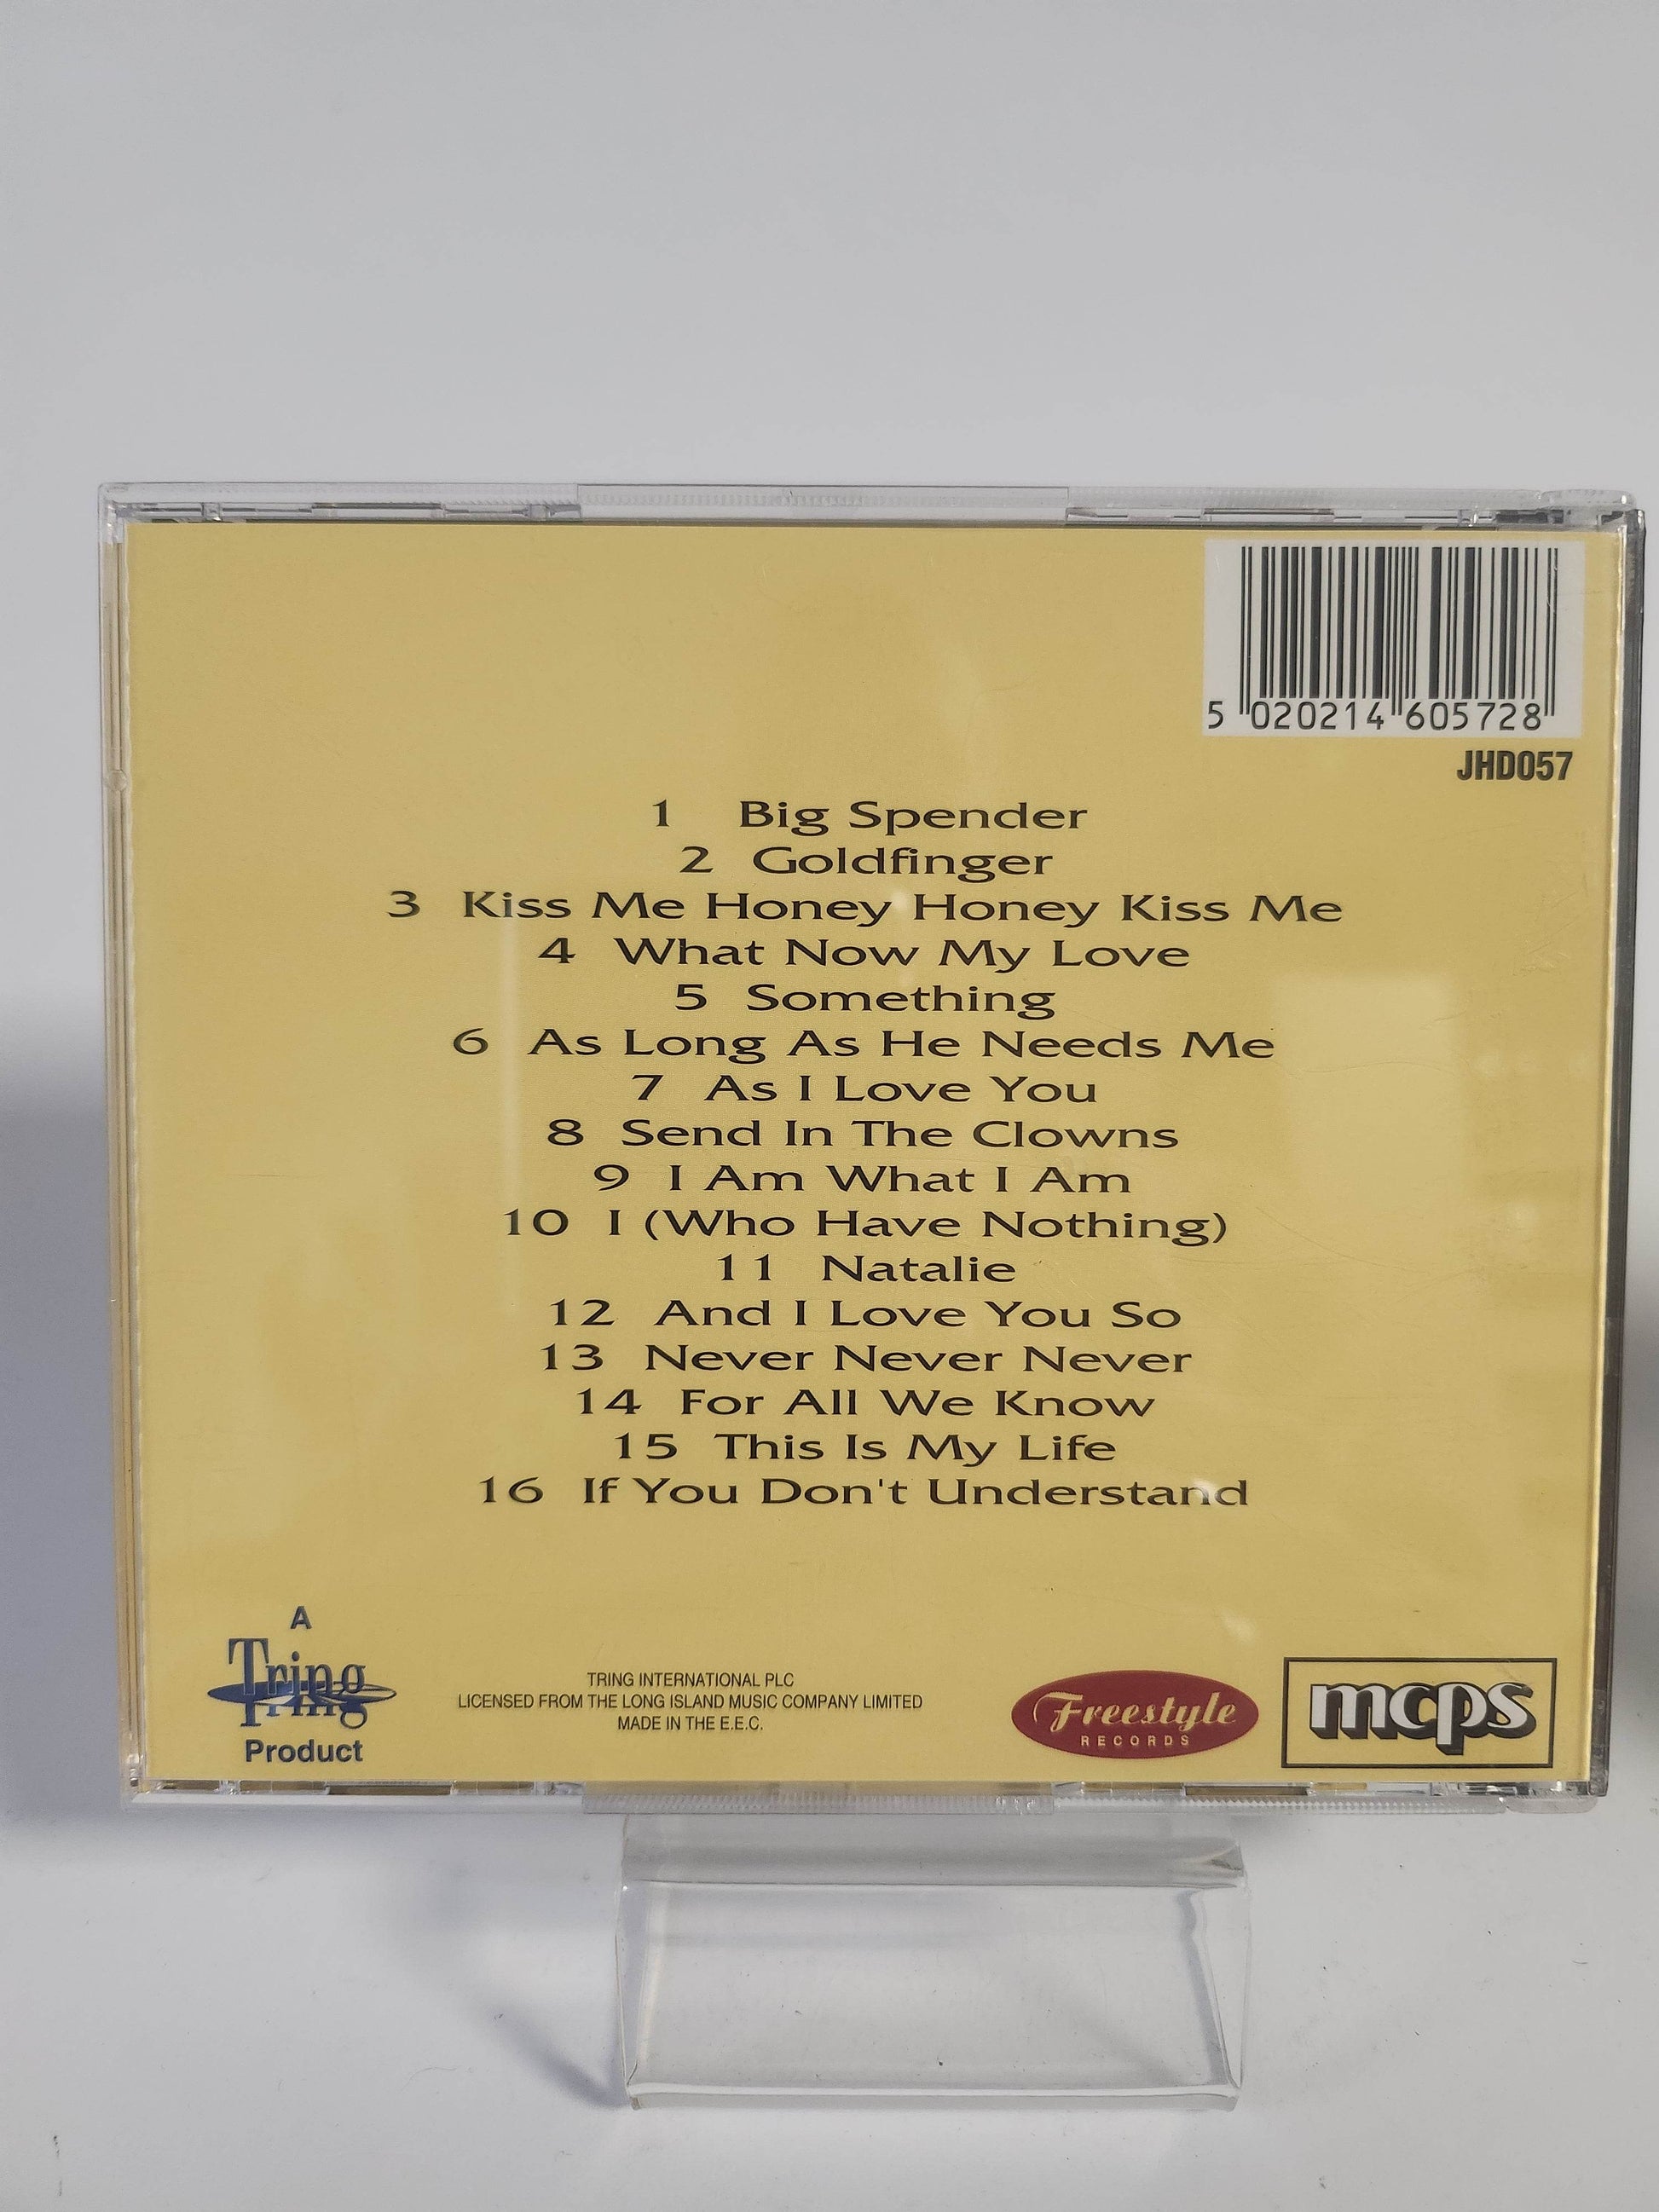 5 020214 605728
JHD057
1 Big Spender
2 Goldfinger
3 Kiss Me Honey Honey Kiss Me
4 What Now My Love
5 Something
6 As Long As He Needs Me
7 As I Love You
8 Send In The Clowns
9 I Am What I Am
10 I (Who Have Nothing)
11 Natalie
12 And I Love You So
13 Never Never Never
14 For All We Know
15 This Is My Life
16 If You Don't Understand
A
Tring
Product
TRING INTERNATIONAL PLC
LICENSED FROM THE LONG ISLAND MUSIC COMPANY LIMITED
MADE IN THE E.E.C.
Freestyle
RECORDS
mcps